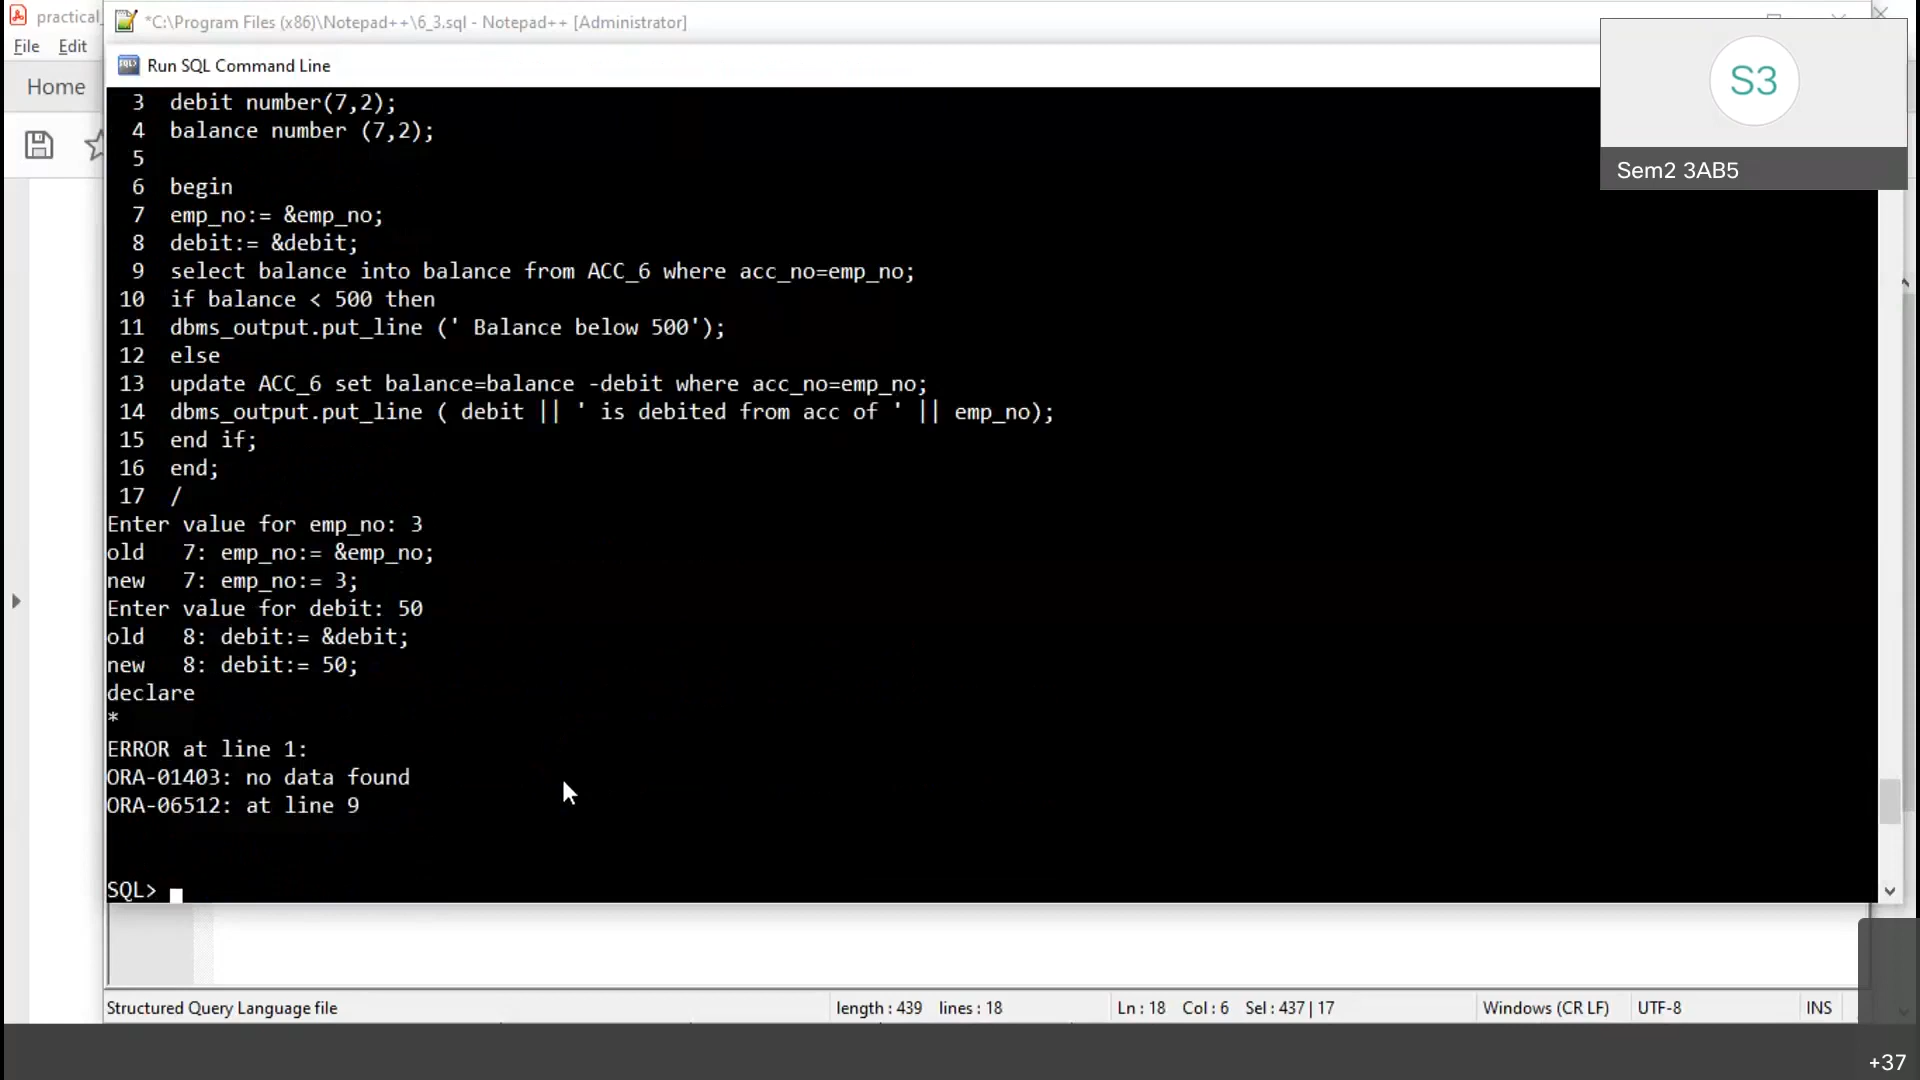 practical_
*C:\Program Files (x86)\Notepad++\6_3.sql - Notepad++ [Administrator]
File Edit
Run SQL Command Line
Home
S3
Sem2 3AB5
3 debit number(7,2);
4 balance number (7,2);
5
6 begin
7 emp_no:= &emp_no;
8 debit:= &debit;
9 select balance into balance from ACC_6 where acc_no=emp_no;
10 if balance < 500 then
11 dbms_output.put_line (' Balance below 500');
12 else
13 update ACC_6 set balance=balance -debit where acc_no=emp_no;
14 dbms_output.put_line ( debit || ' is debited from acc of ' || emp_no);
15 end if;
16 end;
17 /
Enter value for emp_no: 3
old 7: emp_no:= &emp_no;
new 7: emp_no:= 3;
Enter value for debit: 50
old 8: debit:= &debit;
new 8: debit:= 50;
declare
*
ERROR at line 1:
ORA-01403: no data found
ORA-06512: at line 9
SQL>
Structured Query Language file length : 439 lines : 18 Ln : 18 Col : 6 Sel : 437 | 17 Windows (CR LF) UTF-8 INS
+37